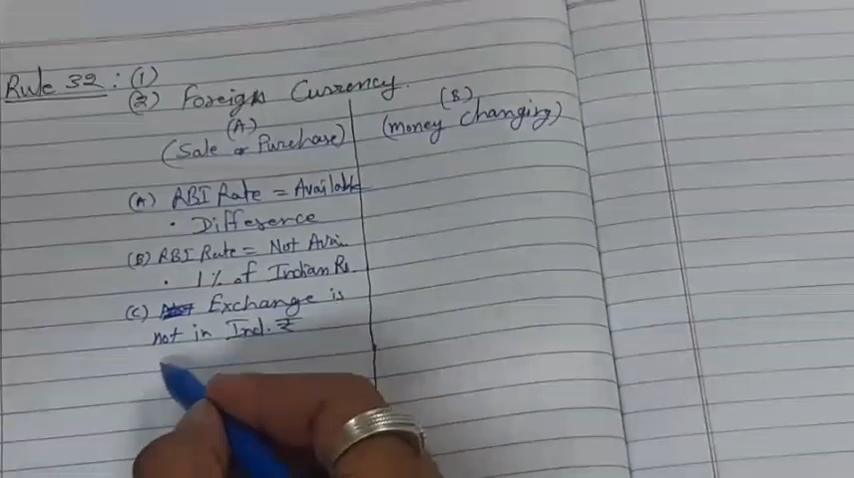 Rule 32 : (1)
(2) Foreign Currency.
(A)
(Sale or Purchase)
(A) RBI Rate = Available
· Difference
(B) RBI Rate = Not Avai.
· 1% of Indian Rs.
(C) Exchange is
not in Ind. ₹
(B)
(Money Changing)